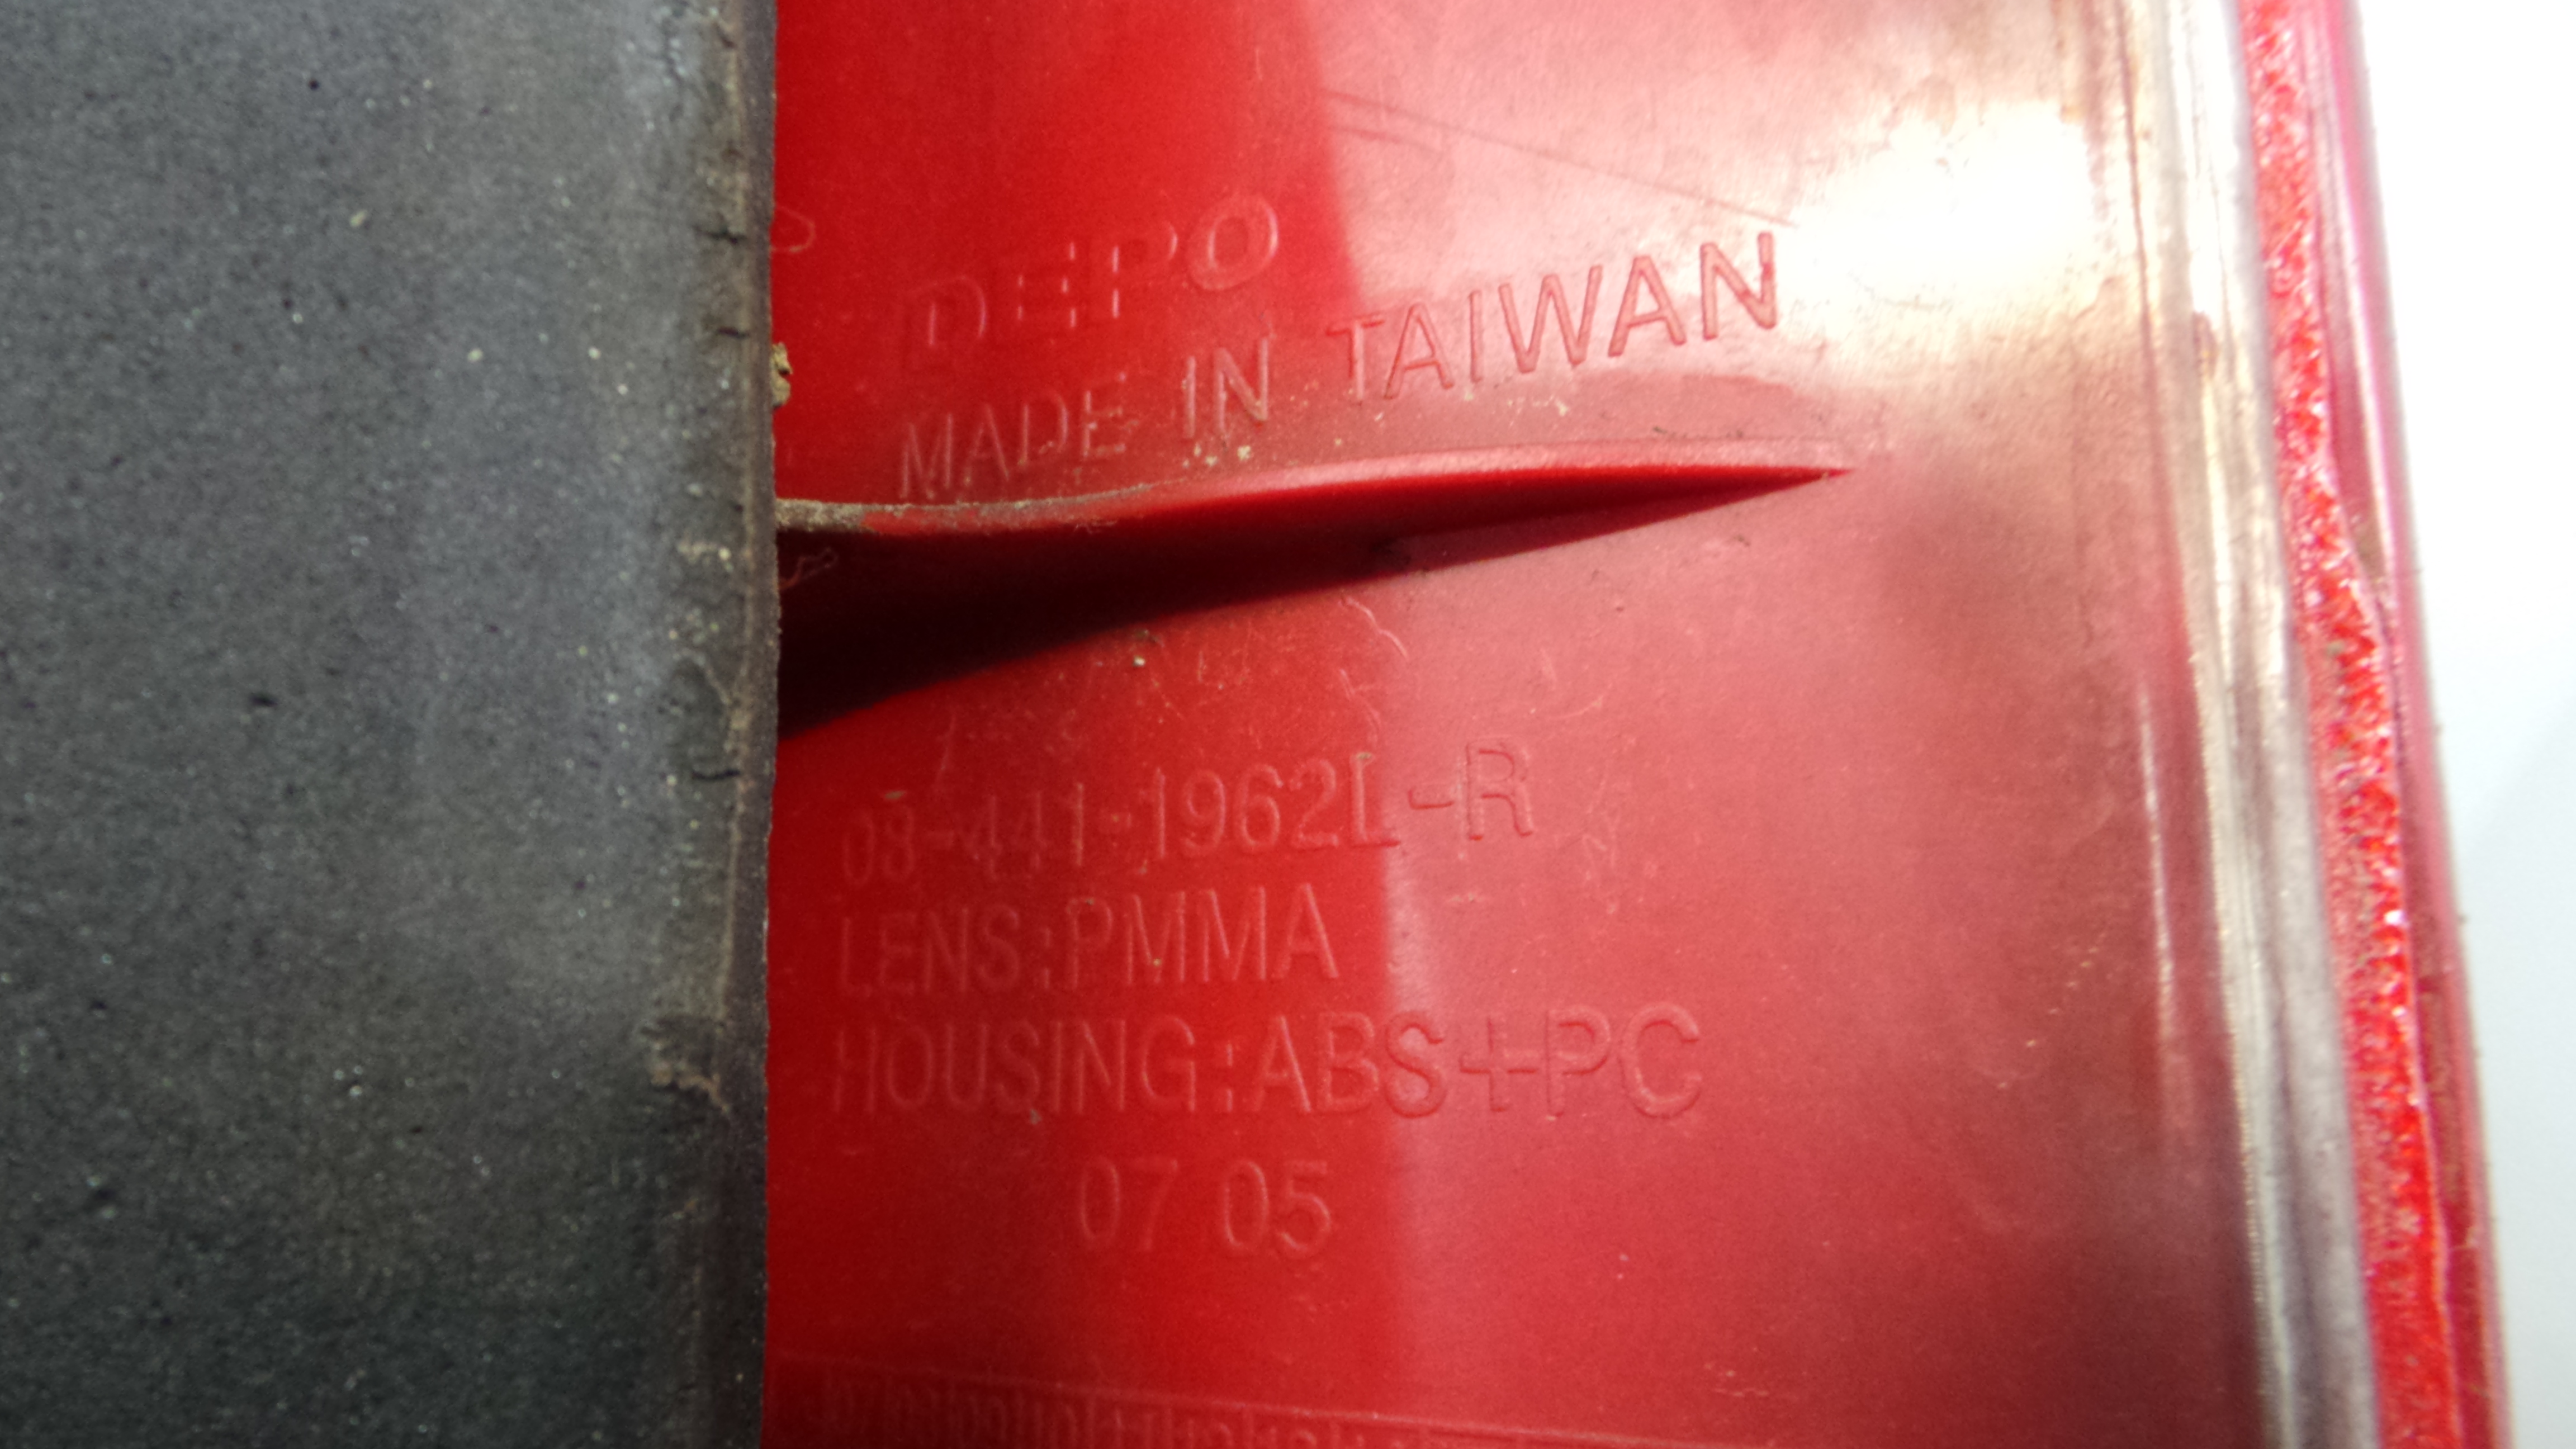 DEPO
MADE IN TAIWAN
08-441-1962L-R
LENS:PMMA
HOUSING:ABS+PC
07 05